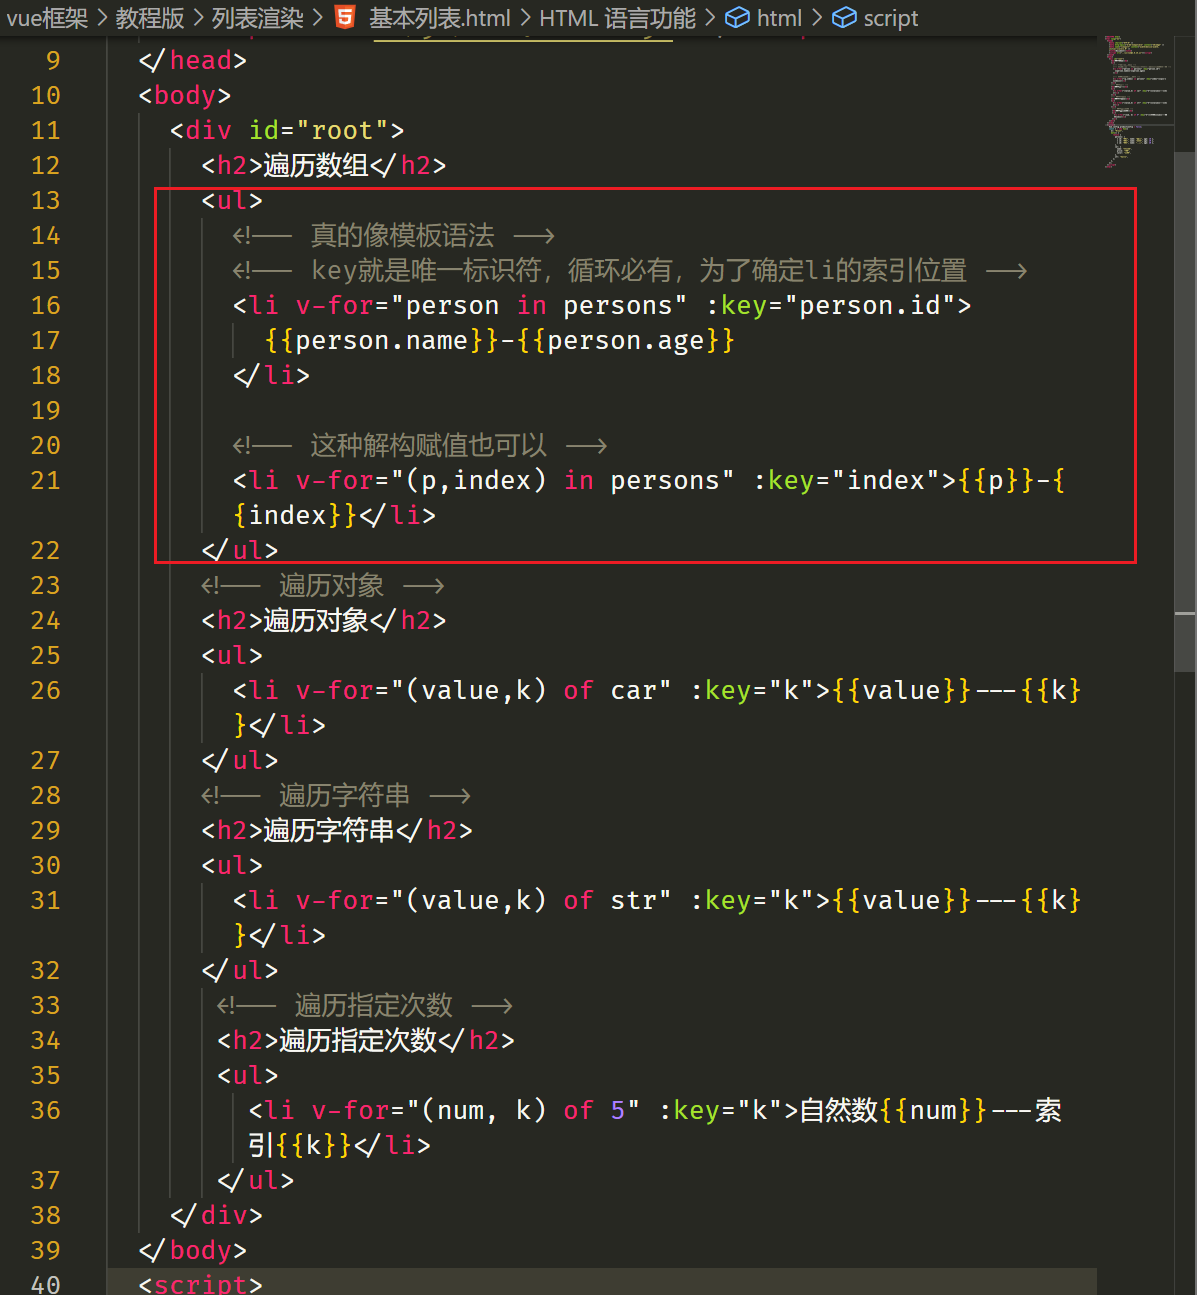 vue框架 > 教程版 > 列表渲染 > 基本列表.html > HTML 语言功能 > html > script
9 </head>
10 <body>
11 <div id="root">
12 <h2>遍历数组</h2>
13 <ul>
14 <!-- 真的像模板语法 -->
15 <!-- key就是唯一标识符，循环必有，为了确定li的索引位置 -->
16 <li v-for="person in persons" :key="person.id">
17 {{person.name}}-{{person.age}}
18 </li>
19
20 <!-- 这种解构赋值也可以 -->
21 <li v-for="(p,index) in persons" :key="index">{{p}}-{
{index}}</li>
22 </ul>
23 <!-- 遍历对象 -->
24 <h2>遍历对象</h2>
25 <ul>
26 <li v-for="(value,k) of car" :key="k">{{value}}---{{k}
}</li>
27 </ul>
28 <!-- 遍历字符串 -->
29 <h2>遍历字符串</h2>
30 <ul>
31 <li v-for="(value,k) of str" :key="k">{{value}}---{{k}
}</li>
32 </ul>
33 <!-- 遍历指定次数 -->
34 <h2>遍历指定次数</h2>
35 <ul>
36 <li v-for="(num, k) of 5" :key="k">自然数{{num}}---索
引{{k}}</li>
37 </ul>
38 </div>
39 </body>
40 <script>